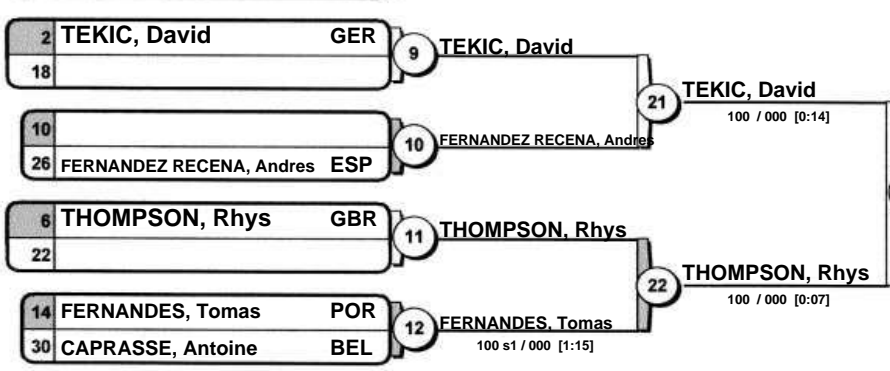 2 TEKIC, David GER
18
9
TEKIC, David
10
26 FERNANDEZ RECENA, Andres ESP
10
FERNANDEZ RECENA, Andres
21
TEKIC, David
100 / 000 [0:14]
6 THOMPSON, Rhys GBR
22
11
THOMPSON, Rhys
14 FERNANDES, Tomas POR
30 CAPRASSE, Antoine BEL
12
FERNANDES, Tomas
100 s1 / 000 [1:15]
22
THOMPSON, Rhys
100 / 000 [0:07]